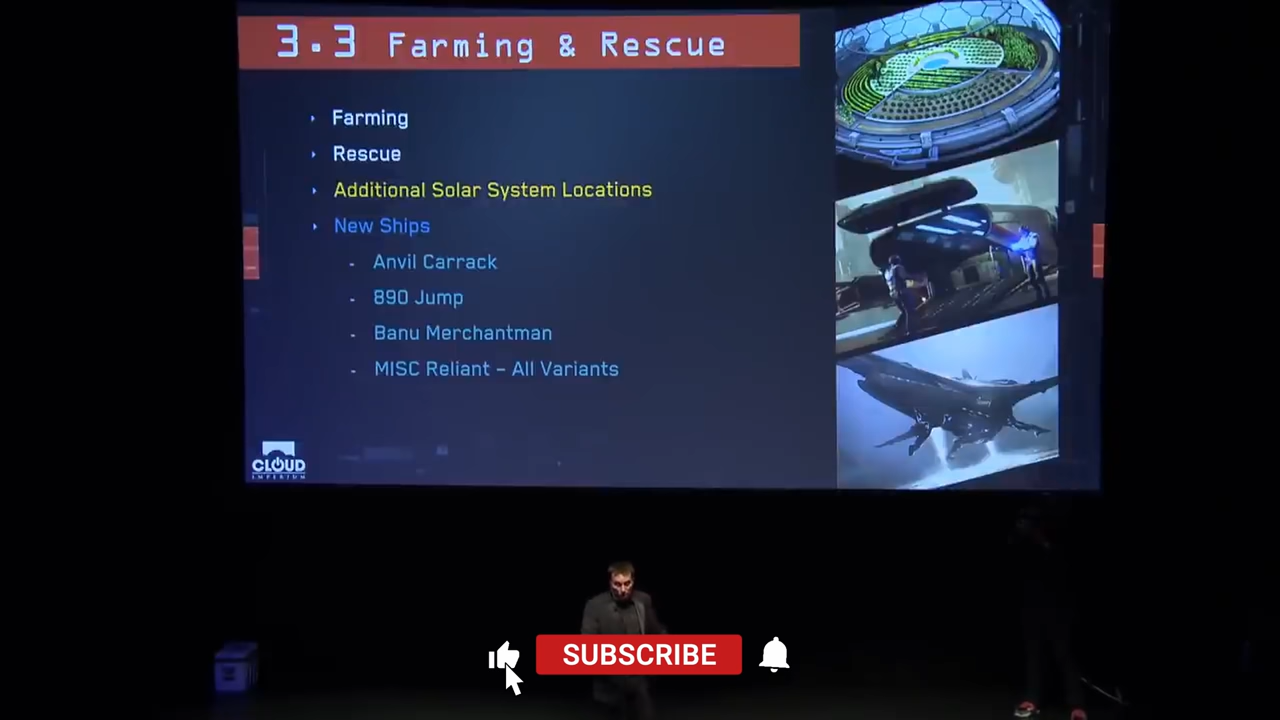 3.3 Farming & Rescue
Farming
Rescue
Additional Solar System Locations
New Ships
- Anvil Carrack
- 890 Jump
- Banu Merchantman
- MISC Reliant – All Variants
CLOUD
IMPERIUM
SUBSCRIBE